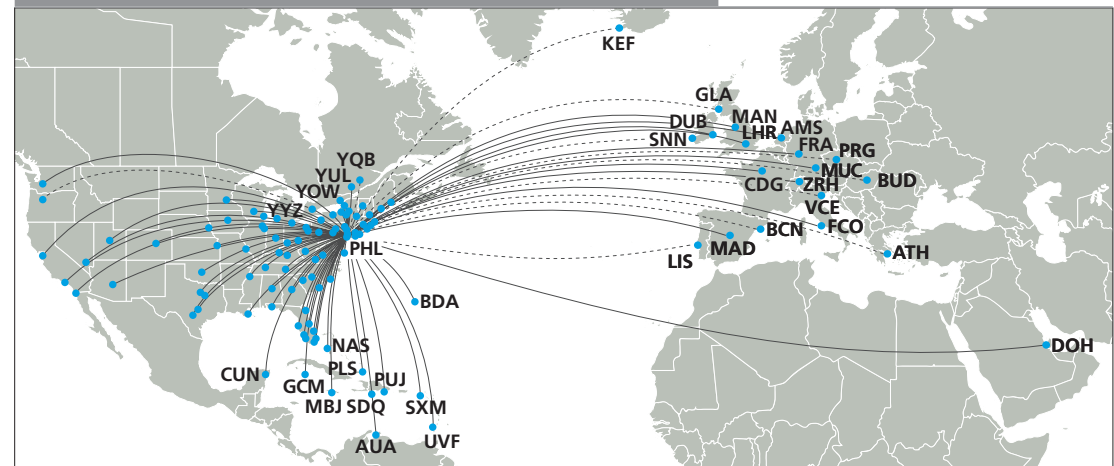 KEF
GLA
DUB
MAN
LHR
AMS
SNN
FRA
PRG
MUC
CDG
ZRH
BUD
VCE
YQB
YUL
YOW
YYZ
PHL
BCN
FCO
LIS
MAD
ATH
BDA
DOH
NAS
CUN
PLS
GCM
PUJ
MBJ
SDQ
SXM
AUA
UVF